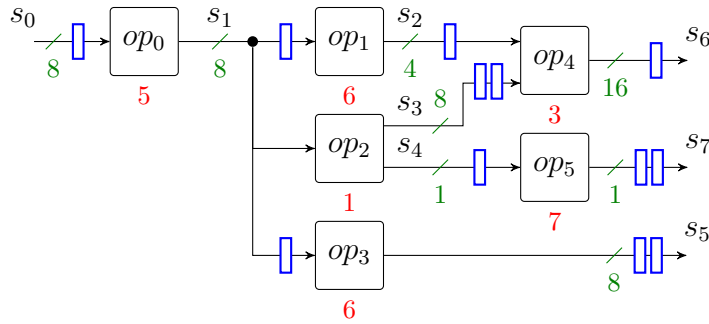 s₀ s₁ s₂ s₆
op₀ op₁ op₄
8 8 4 16
5 6 3
s₃ 8
s₄ s₇
op₂ op₅
1 1
1 7
s₅
op₃
8
6